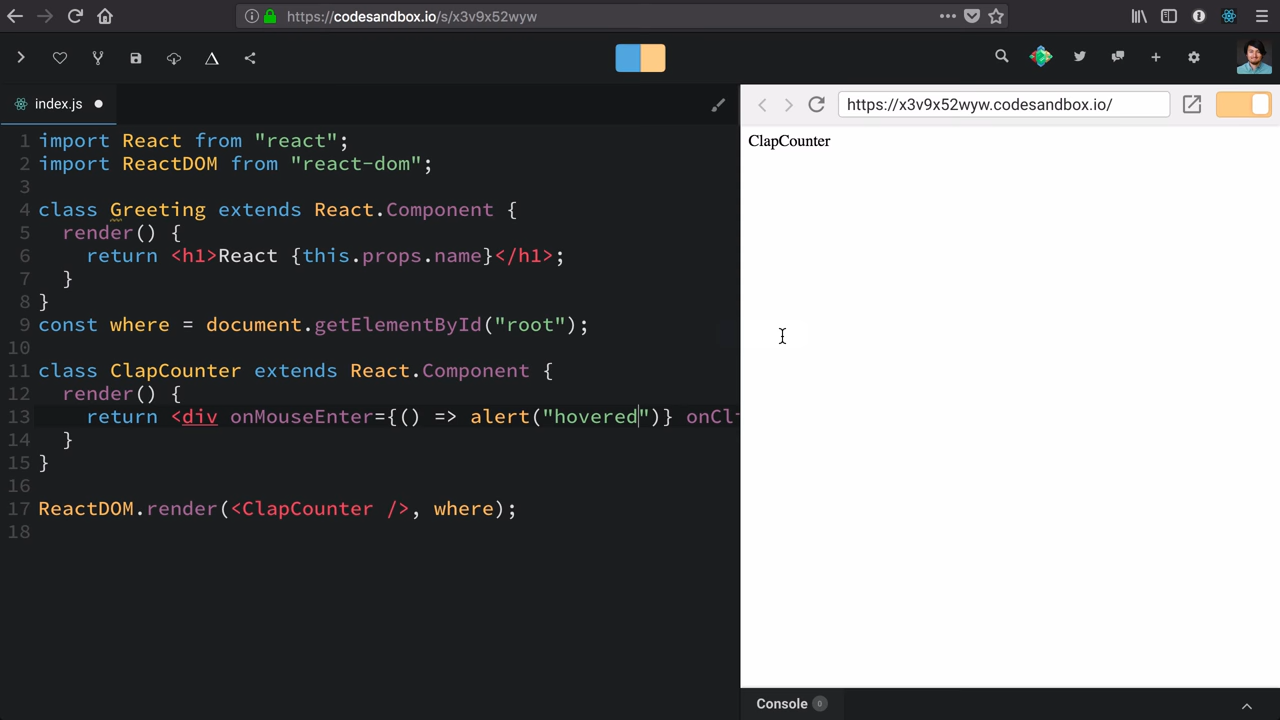 https://codesandbox.io/s/x3v9x52wyw
index.js
1 import React from "react";
2 import ReactDOM from "react-dom";
3
4 class Greeting extends React.Component {
5   render() {
6     return <h1>React {this.props.name}</h1>;
7   }
8 }
9 const where = document.getElementById("root");
10
11 class ClapCounter extends React.Component {
12   render() {
13     return <div onMouseEnter={() => alert("hovered")} onCl
14   }
15 }
16
17 ReactDOM.render(<ClapCounter />, where);
18
https://x3v9x52wyw.codesandbox.io/
ClapCounter
Console 0